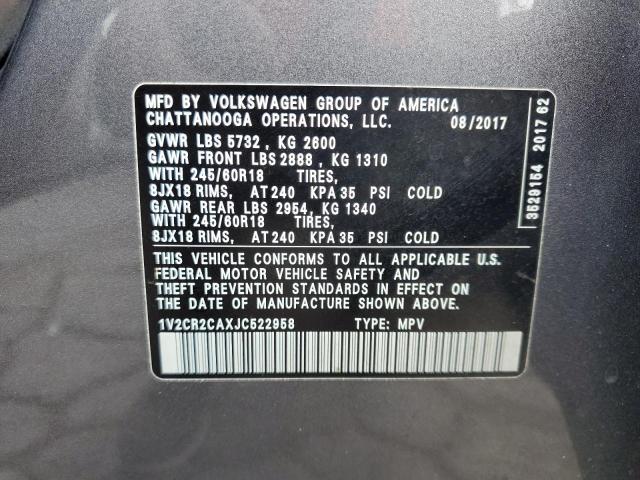 MFD BY VOLKSWAGEN GROUP OF AMERICA
CHATTANOOGA OPERATIONS, LLC. 08/2017
GVWR LBS 5732 , KG 2600
GAWR FRONT LBS 2888 , KG 1310
WITH 245/60R18 TIRES,
8JX18 RIMS, AT 240 KPA 35 PSI COLD
GAWR REAR LBS 2954, KG 1340
WITH 245/60R18 TIRES,
8JX18 RIMS, AT 240 KPA 35 PSI COLD
THIS VEHICLE CONFORMS TO ALL APPLICABLE U.S.
FEDERAL MOTOR VEHICLE SAFETY AND
THEFT PREVENTION STANDARDS IN EFFECT ON
THE DATE OF MANUFACTURE SHOWN ABOVE.
1V2CR2CAXJC522958 TYPE: MPV
3529154 2017 62